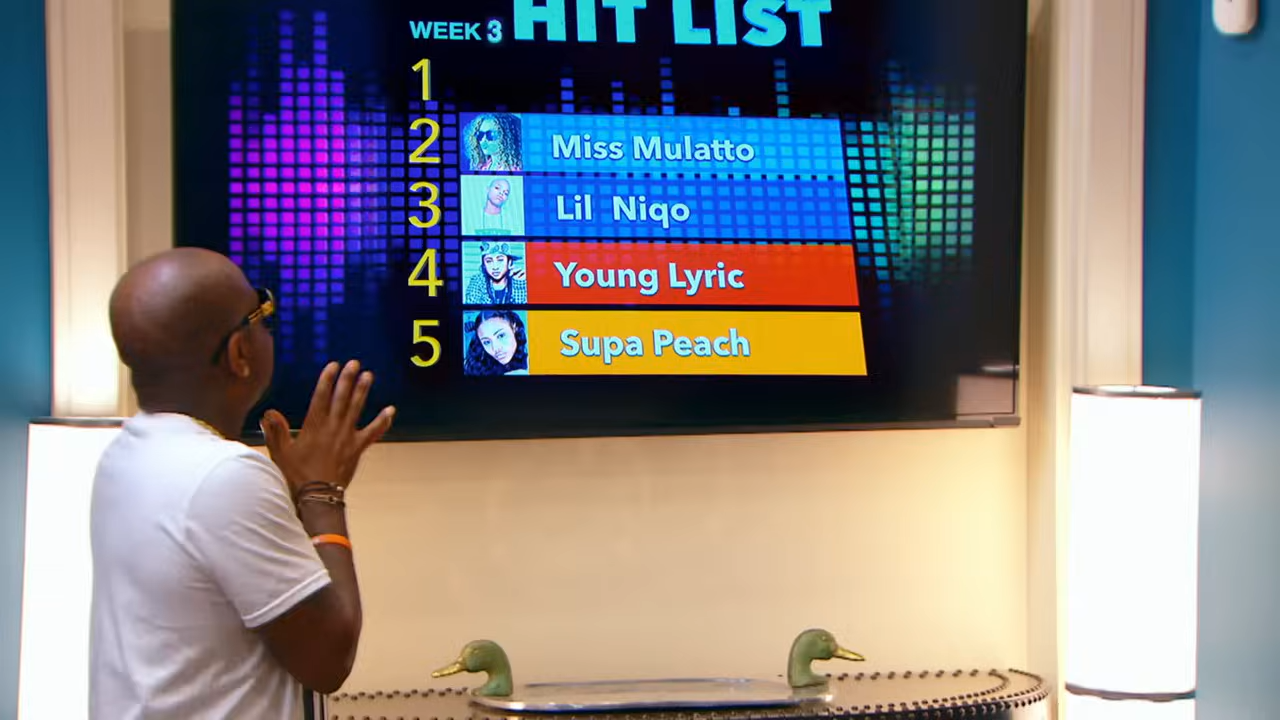 WEEK 3 HIT LIST
1
2 Miss Mulatto
3 Lil Niqo
4 Young Lyric
5 Supa Peach